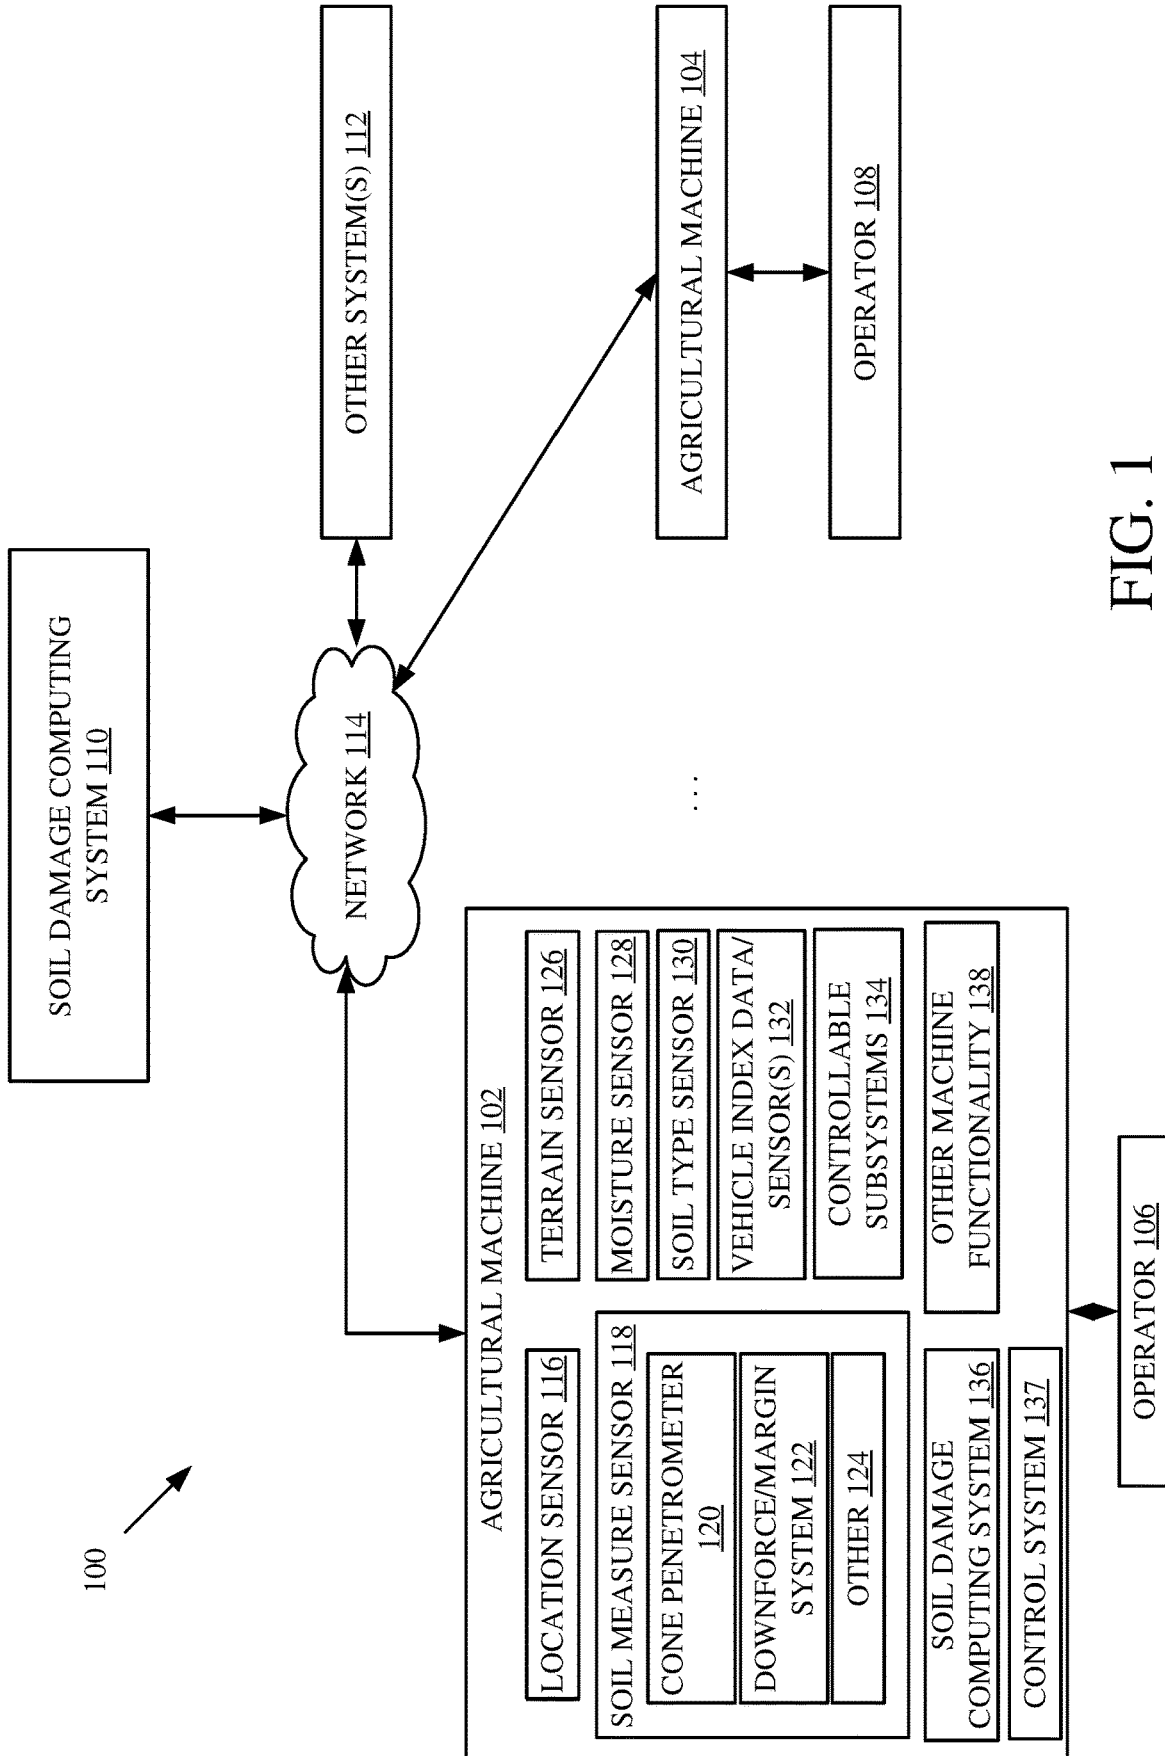 100
SOIL DAMAGE COMPUTING
SYSTEM 110
NETWORK 114
OTHER SYSTEM(S) 112
AGRICULTURAL MACHINE 102
LOCATION SENSOR 116
SOIL MEASURE SENSOR 118
CONE PENETROMETER
120
DOWNFORCE/MARGIN
SYSTEM 122
OTHER 124
TERRAIN SENSOR 126
MOISTURE SENSOR 128
SOIL TYPE SENSOR 130
VEHICLE INDEX DATA/
SENSOR(S) 132
CONTROLLABLE
SUBSYSTEMS 134
SOIL DAMAGE
COMPUTING SYSTEM 136
CONTROL SYSTEM 137
OTHER MACHINE
FUNCTIONALITY 138
OPERATOR 106
...
AGRICULTURAL MACHINE 104
OPERATOR 108
FIG. 1